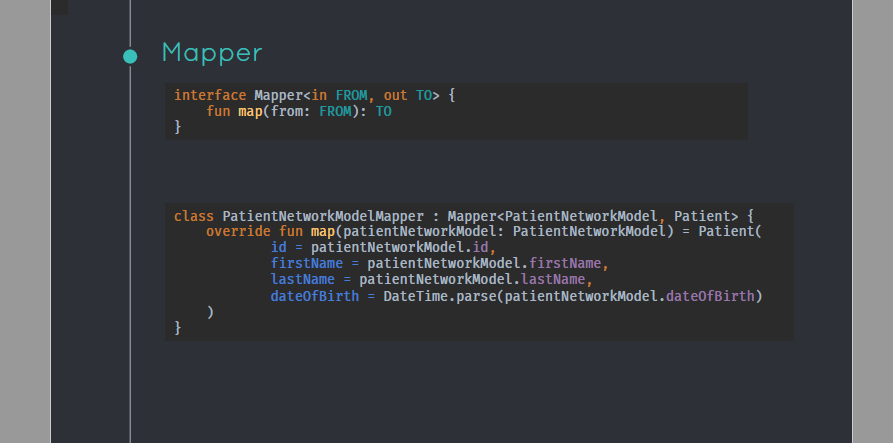 Mapper
interface Mapper<in FROM, out TO> {
    fun map(from: FROM): TO
}
class PatientNetworkModelMapper : Mapper<PatientNetworkModel, Patient> {
    override fun map(patientNetworkModel: PatientNetworkModel) = Patient(
            id = patientNetworkModel.id,
            firstName = patientNetworkModel.firstName,
            lastName = patientNetworkModel.lastName,
            dateOfBirth = DateTime.parse(patientNetworkModel.dateOfBirth)
    )
}